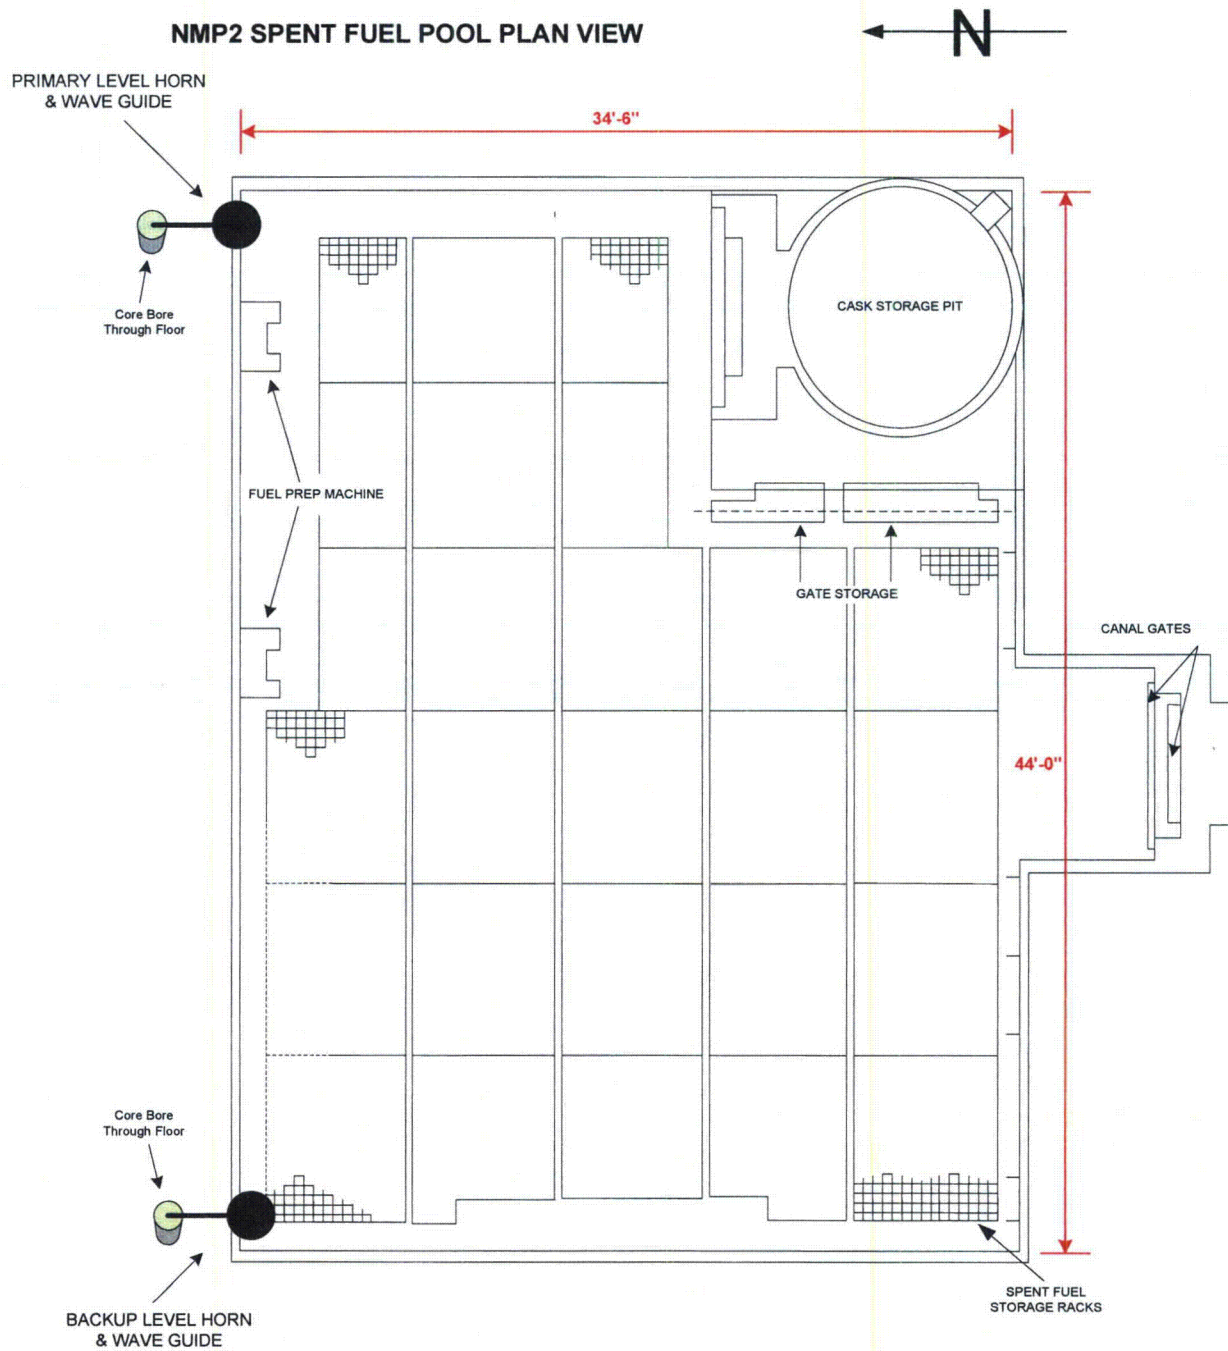 NMP2 SPENT FUEL POOL PLAN VIEW
N
PRIMARY LEVEL HORN
& WAVE GUIDE
34'-6"
Core Bore
Through Floor
CASK STORAGE PIT
FUEL PREP MACHINE
GATE STORAGE
CANAL GATES
44'-0"
Core Bore
Through Floor
SPENT FUEL
STORAGE RACKS
BACKUP LEVEL HORN
& WAVE GUIDE